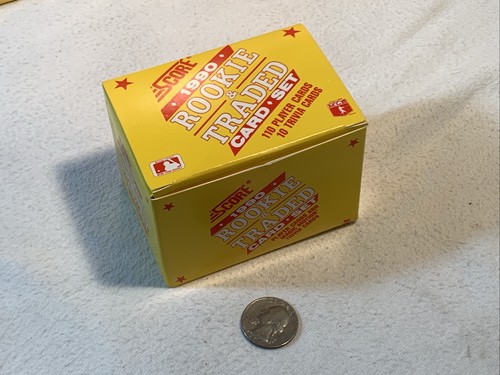 SCORE
1990
ROOKIE
&
TRADED
CARD • SET
110 PLAYER CARDS
10 TRIVIA CARDS
SCORE
1990
ROOKIE
&
TRADED
CARD • SET